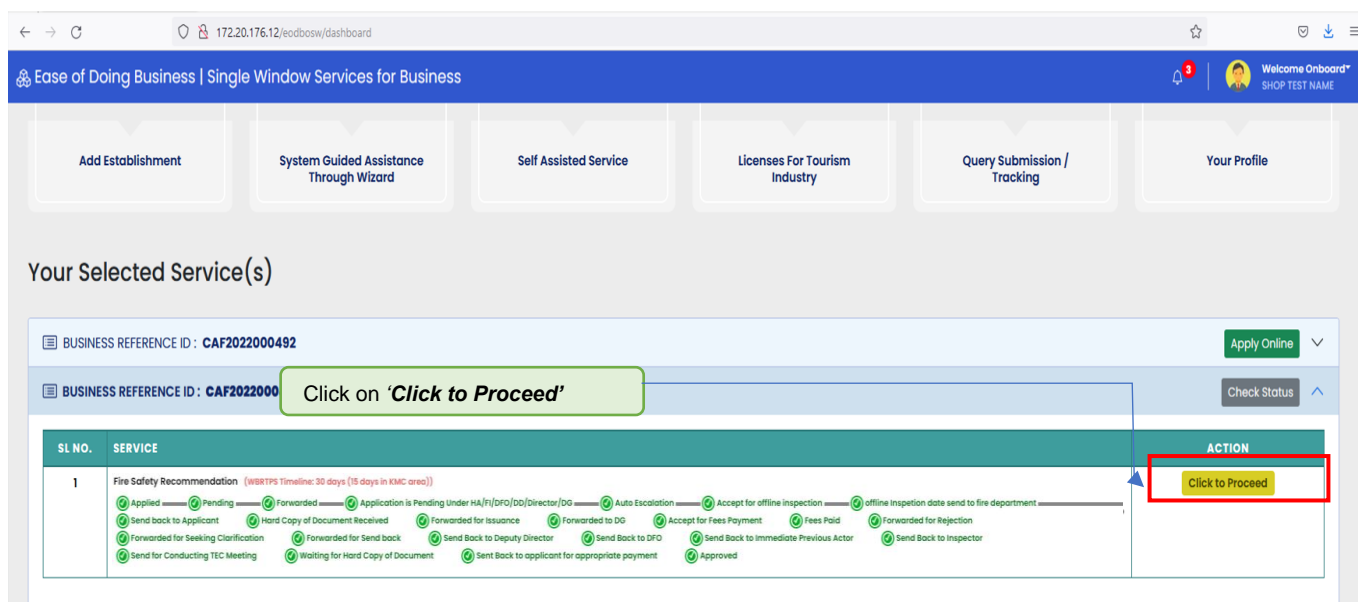 172.20.176.12/eodbosw/dashboard
Ease of Doing Business | Single Window Services for Business
3
Welcome Onboard
SHOP TEST NAME
Add Establishment
System Guided Assistance
Through Wizard
Self Assisted Service
Licenses For Tourism
Industry
Query Submission /
Tracking
Your Profile
Your Selected Service(s)
BUSINESS REFERENCE ID : CAF2022000492
Apply Online
BUSINESS REFERENCE ID : CAF2022000
Check Status
Click on ‘Click to Proceed’
SL NO. SERVICE ACTION
1 Fire Safety Recommendation (WBRTPS Timeline: 30 days (15 days in KMC area)) Click to Proceed
Applied Pending Forwarded Application is Pending Under HA/FI/DFO/DD/Director/DG Auto Escalation Accept for offline inspection offline Inspetion date send to fire department
Send back to Applicant Hard Copy of Document Received Forwarded for Issuance Forwarded to DG Accept for Fees Payment Fees Paid Forwarded for Rejection
Forwarded for Seeking Clarification Forwarded for Send back Send Back to Deputy Director Send Back to DFO Send Back to Immediate Previous Actor Send Back to Inspector
Send for Conducting TEC Meeting Waiting for Hard Copy of Document Sent Back to applicant for appropriate payment Approved